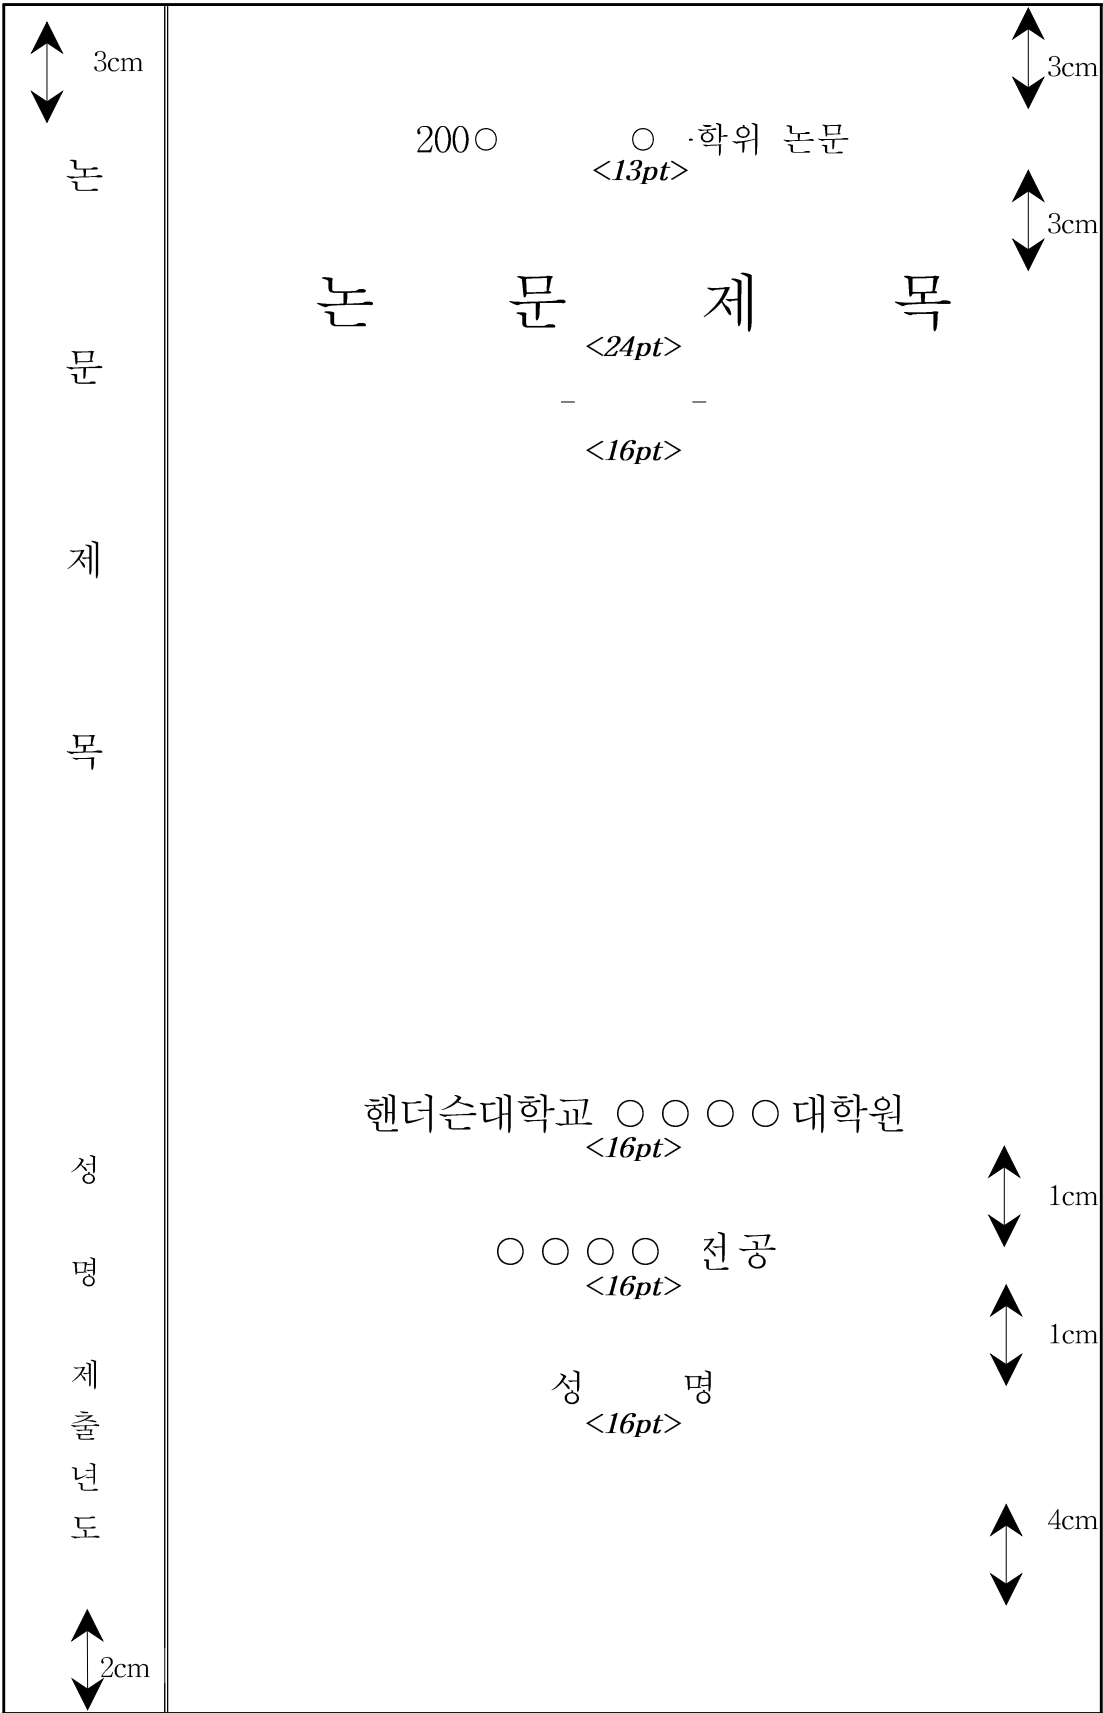 3cm
논
문
제
목
성
명
제
출
년
도
2cm
200○ ○ ·학위 논문
<13pt>
3cm
3cm
논 문 제 목
<24pt>
- -
<16pt>
핸더슨대학교 ○○○○대학원
<16pt>
1cm
○○○○ 전공
<16pt>
1cm
성 명
<16pt>
4cm